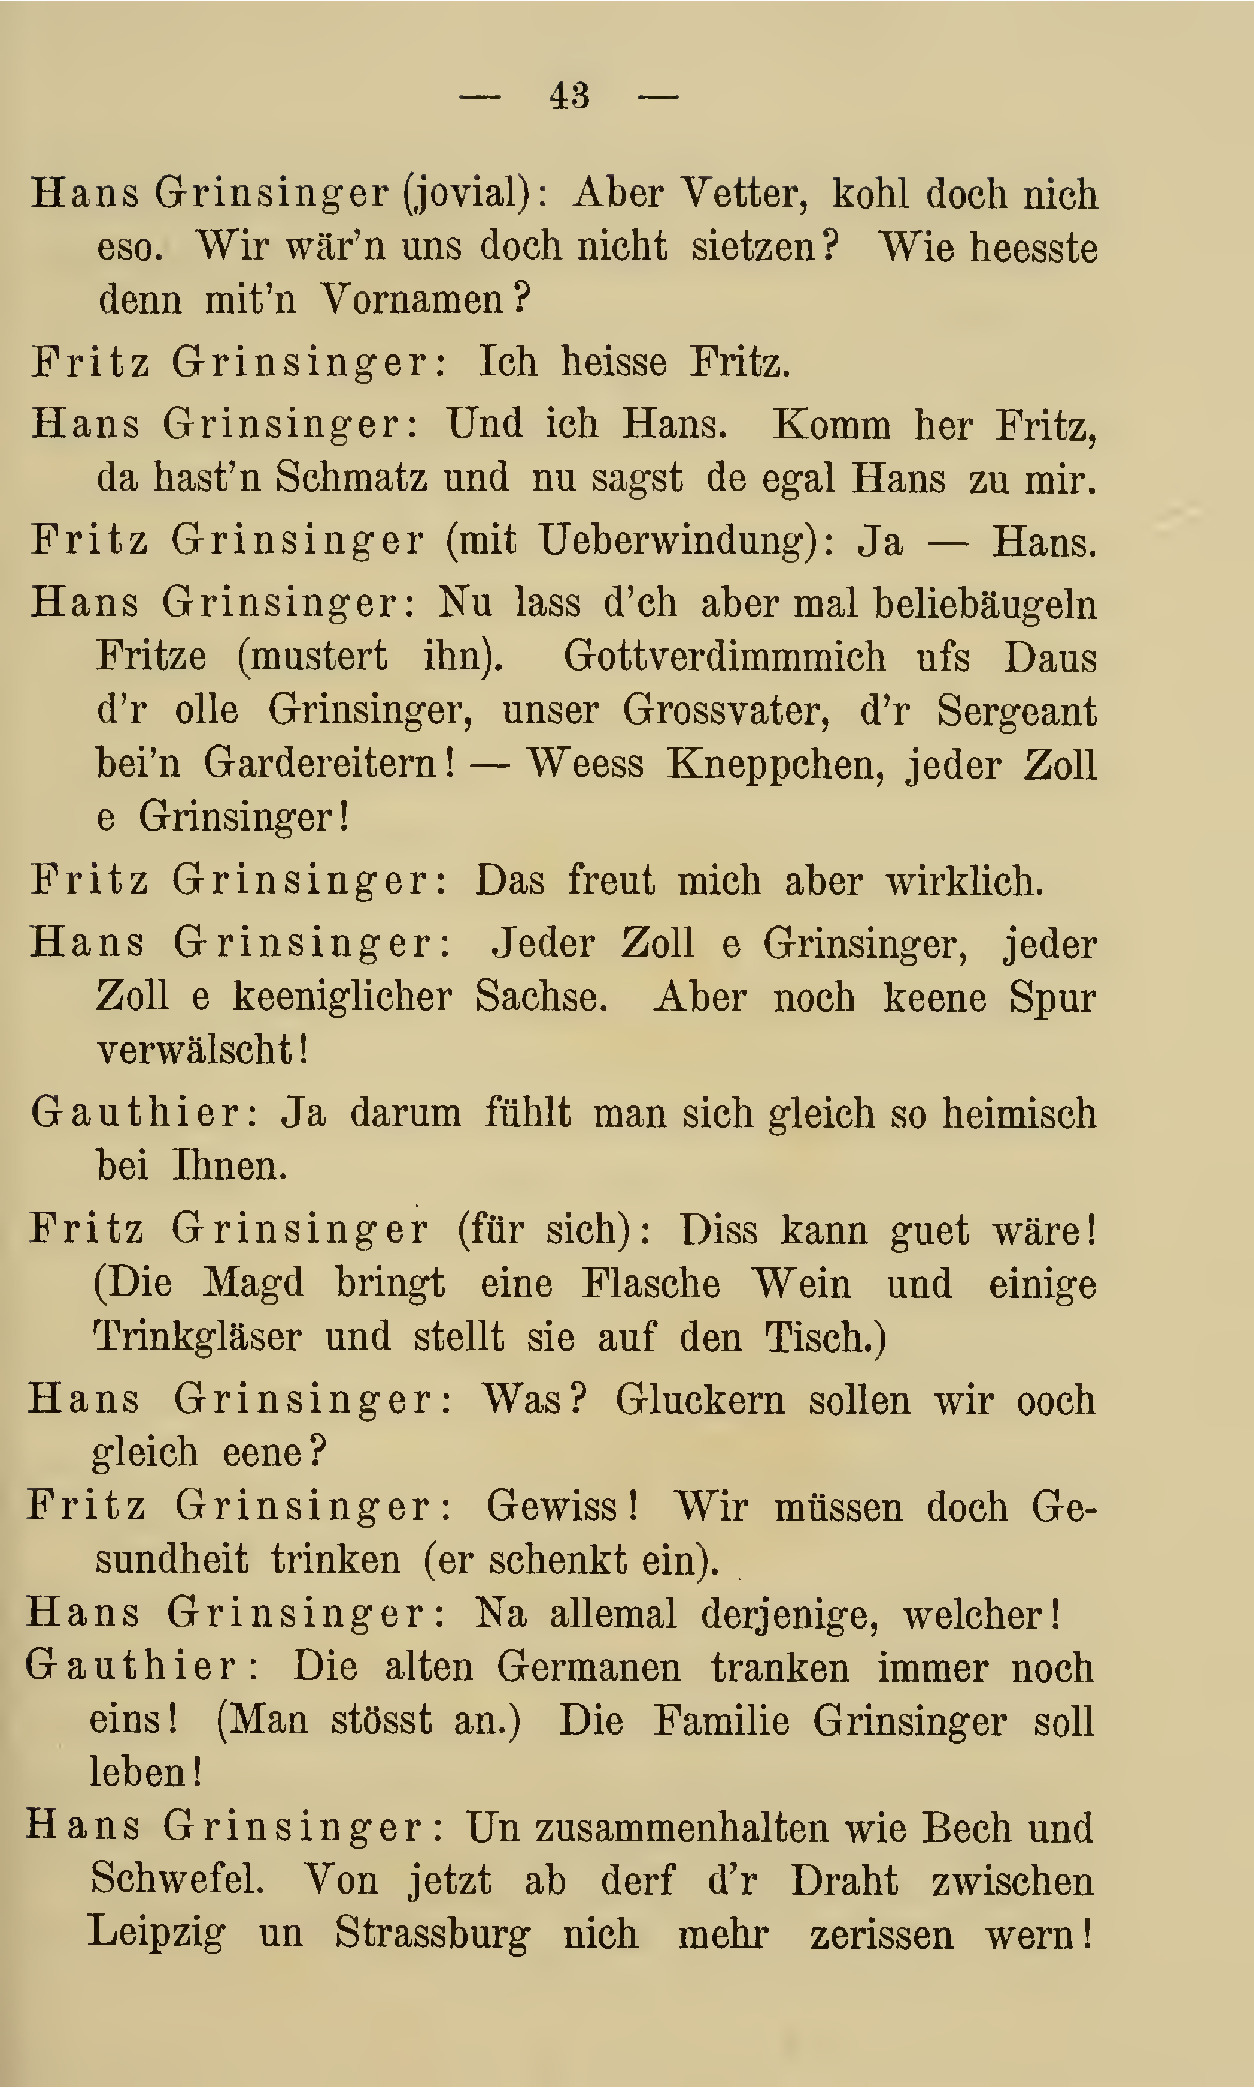 — 43 —
Hans Grinsinger (jovial): Aber Vetter, kohl doch nich
eso. Wir wär’n uns doch nicht sietzen? Wie heesste
denn mit’n Vornamen?
Fritz Grinsinger: Ich heisse Fritz.
Hans Grinsinger: Und ich Hans. Komm her Fritz,
da hast’n Schmatz und nu sagst de egal Hans zu mir.
Fritz Grinsinger (mit Ueberwindung): Ja — Hans.
Hans Grinsinger: Nu lass d’ch aber mal beliebäugeln
Fritze (mustert ihn). Gottverdimmmich ufs Daus
d’r olle Grinsinger, unser Grossvater, d’r Sergeant
bei’n Gardereitern! — Weess Kneppchen, jeder Zoll
e Grinsinger!
Fritz Grinsinger: Das freut mich aber wirklich.
Hans Grinsinger: Jeder Zoll e Grinsinger, jeder
Zoll e keeniglicher Sachse. Aber noch keene Spur
verwälscht!
Gauthier: Ja darum fühlt man sich gleich so heimisch
bei Ihnen.
Fritz Grinsinger (für sich): Diss kann guet wäre!
(Die Magd bringt eine Flasche Wein und einige
Trinkgläser und stellt sie auf den Tisch.)
Hans Grinsinger: Was? Gluckern sollen wir ooch
gleich eene?
Fritz Grinsinger: Gewiss! Wir müssen doch Ge-
sundheit trinken (er schenkt ein).
Hans Grinsinger: Na allemal derjenige, welcher!
Gauthier: Die alten Germanen tranken immer noch
eins! (Man stösst an.) Die Familie Grinsinger soll
leben!
Hans Grinsinger: Un zusammenhalten wie Bech und
Schwefel. Von jetzt ab derf d’r Draht zwischen
Leipzig un Strassburg nich mehr zerissen wern!